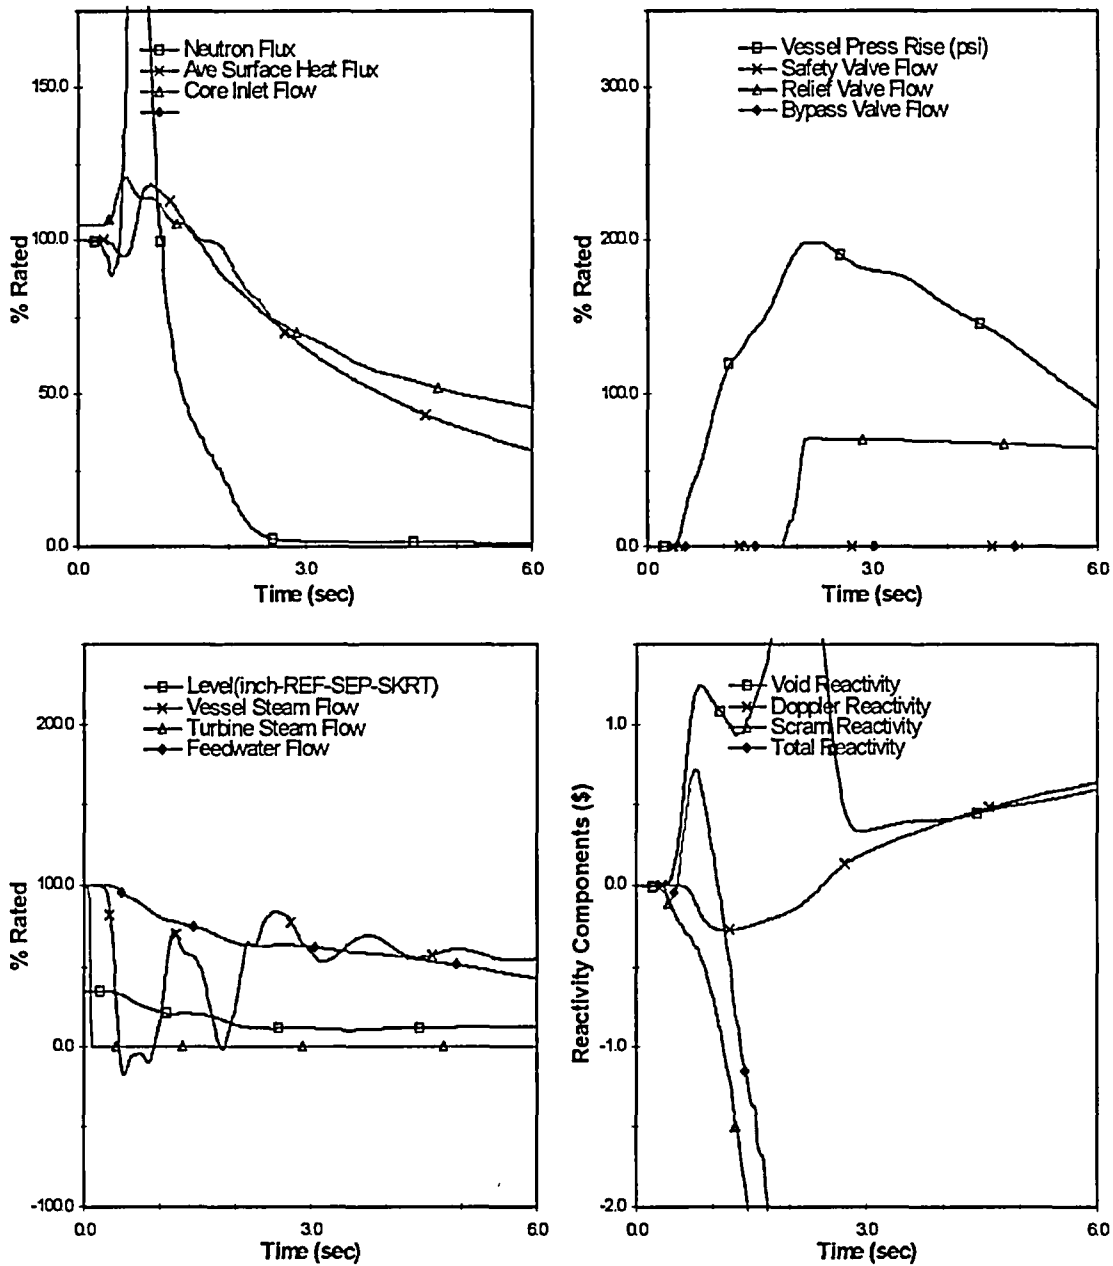 Neutron Flux
Ave Surface Heat Flux
Core Inlet Flow
150.0
100.0
50.0
0.0
% Rated
0.0
3.0
6.0
Time (sec)
Vessel Press Rise (psi)
Safety Valve Flow
Relief Valve Flow
Bypass Valve Flow
300.0
200.0
100.0
0.0
% Rated
0.0
3.0
6.0
Time (sec)
Level(inch-REF-SEP-SKRT)
Vessel Steam Flow
Turbine Steam Flow
Feedwater Flow
200.0
100.0
0.0
-100.0
% Rated
0.0
3.0
6.0
Time (sec)
Void Reactivity
Doppler Reactivity
Scram Reactivity
Total Reactivity
1.0
0.0
-1.0
-2.0
Reactivity Components ($)
0.0
3.0
6.0
Time (sec)